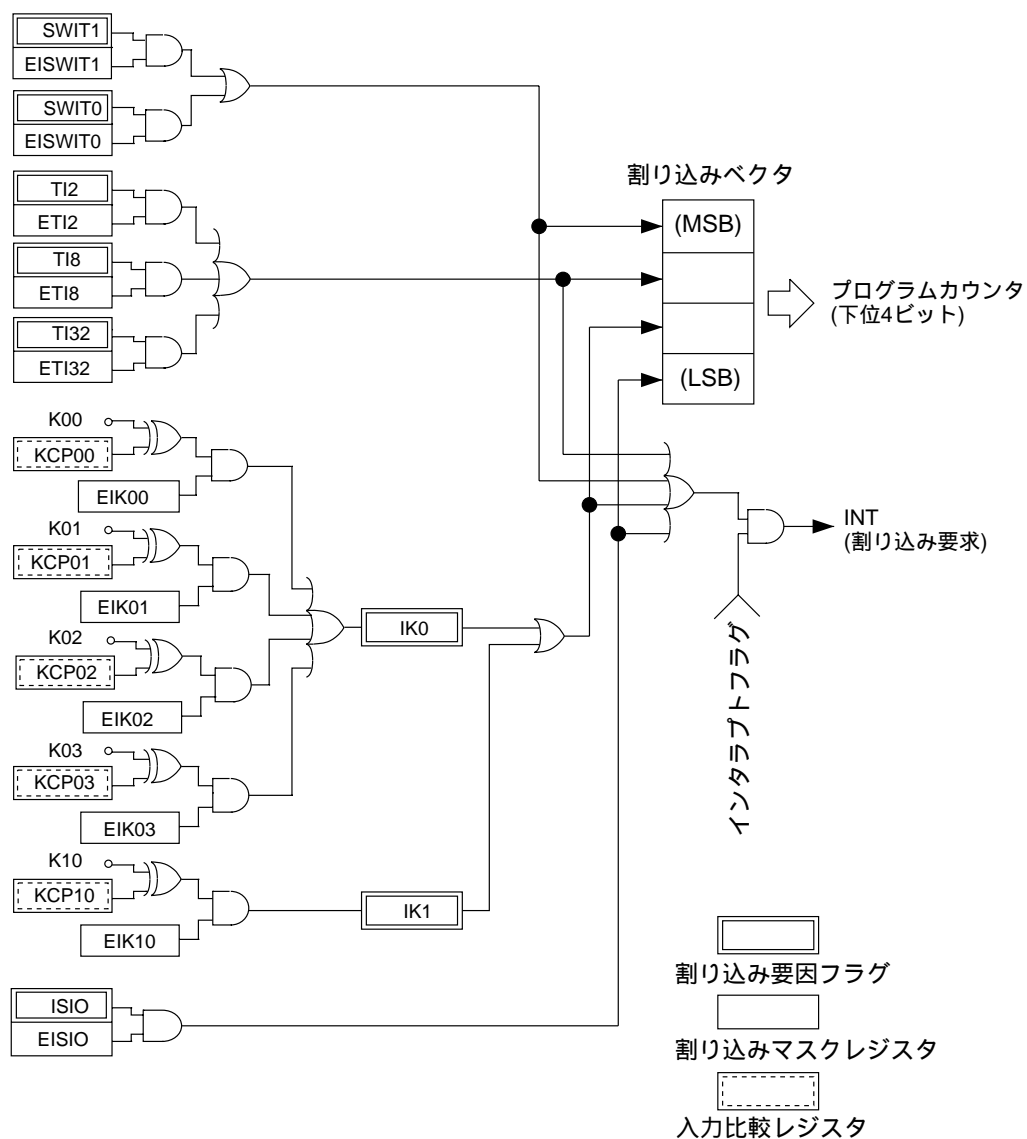 SWIT1
EISWIT1
SWIT0
EISWIT0
TI2
ETI2
TI8
ETI8
TI32
ETI32
K00
KCP00
EIK00
K01
KCP01
EIK01
K02
KCP02
EIK02
K03
KCP03
EIK03
K10
KCP10
EIK10
ISIO
EISIO
IK0
IK1
割り込みベクタ
(MSB)
(LSB)
プログラムカウンタ
(下位4ビット)
INT
(割り込み要求)
インタラプトフラグ
割り込み要因フラグ
割り込みマスクレジスタ
入力比較レジスタ